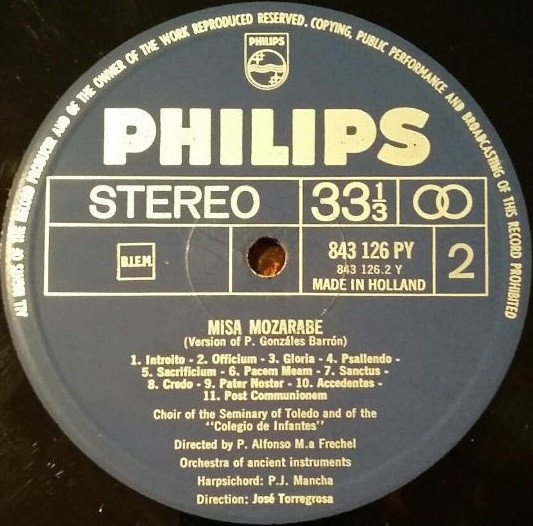 ALL RIGHTS OF THE RECORD PRODUCER AND OF THE OWNER OF THE WORK REPRODUCED RESERVED. COPYING, PUBLIC PERFORMANCE AND BROADCASTING OF THIS RECORD PROHIBITED
PHILIPS
PHILIPS
STEREO 33 1/3
B.I.E.M. 843 126 PY 2
843 126.2 Y
MADE IN HOLLAND
MISA MOZARABE
(Version of P. Gonzáles Barrón)
1. Introito - 2. Officium - 3. Gloria - 4. Psallendo -
5. Sacrificium - 6. Pacem Meam - 7. Sanctus -
8. Credo - 9. Pater Noster - 10. Accedentes -
11. Post Communionem
Choir of the Seminary of Toledo and of the
"Colegio de Infantes"
Directed by P. Alfonso M.a Frechel
Orchestra of ancient instruments
Harpsichord: P.J. Mancha
Direction: José Torregrosa